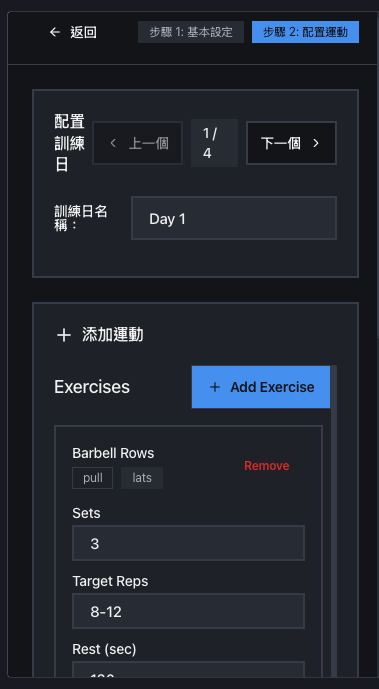 ← 返回
步驟 1: 基本設定
步驟 2: 配置運動
配置
訓練
日
上一個
1 /
4
下一個
訓練日名
稱：
Day 1
+ 添加運動
Exercises
+ Add Exercise
Barbell Rows
Remove
pull
lats
Sets
3
Target Reps
8-12
Rest (sec)